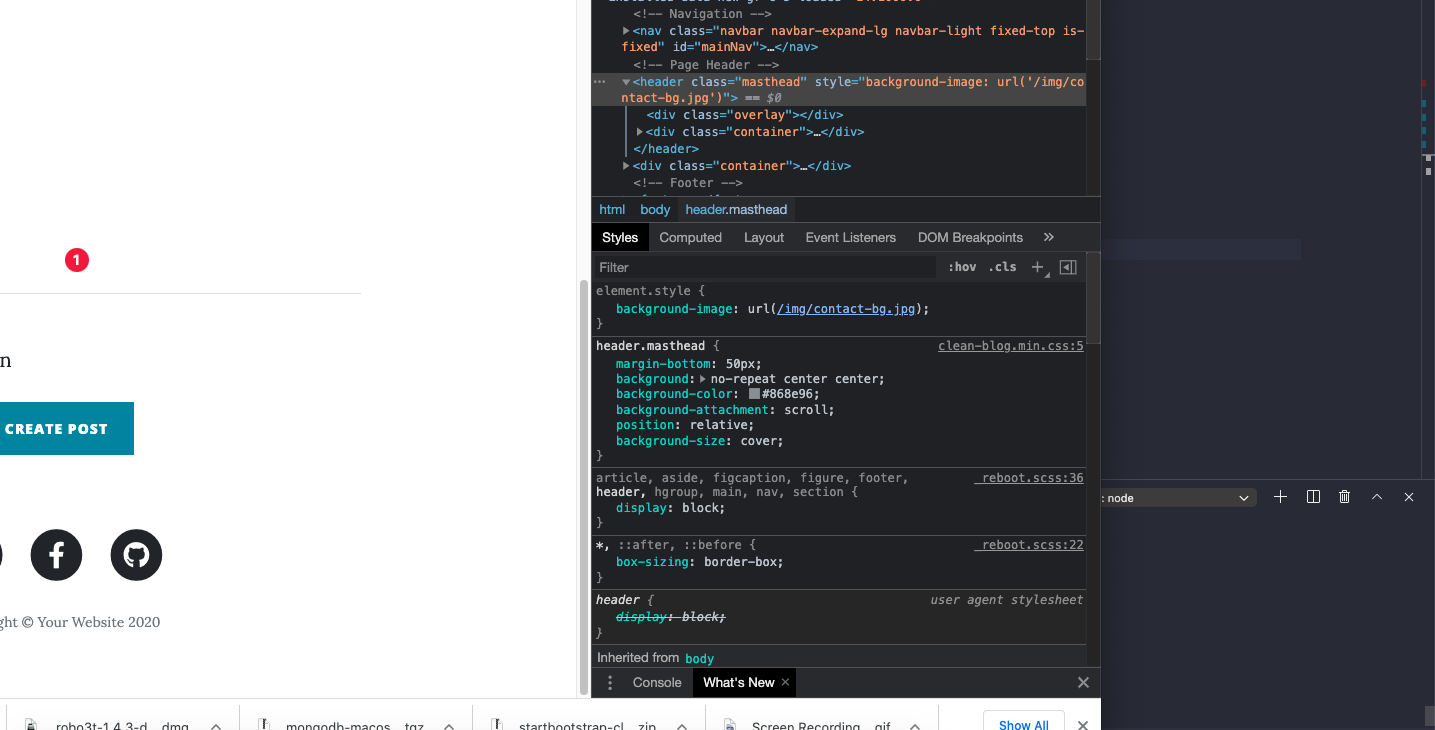 <!-- Navigation -->
<nav class="navbar navbar-expand-lg navbar-light fixed-top is-
fixed" id="mainNav">…</nav>
<!-- Page Header -->
<header class="masthead" style="background-image: url('/img/co
ntact-bg.jpg')"> == $0
<div class="overlay"></div>
<div class="container">…</div>
</header>
<div class="container">…</div>
<!-- Footer -->
html body header.masthead
Styles Computed Layout Event Listeners DOM Breakpoints »
Filter :hov .cls +
element.style {
background-image: url(/img/contact-bg.jpg);
}
header.masthead { clean-blog.min.css:5
margin-bottom: 50px;
background: no-repeat center center;
background-color: #868e96;
background-attachment: scroll;
position: relative;
background-size: cover;
}
article, aside, figcaption, figure, footer, _reboot.scss:36
header, hgroup, main, nav, section {
display: block;
}
*, ::after, ::before { _reboot.scss:22
box-sizing: border-box;
}
header { user agent stylesheet
display: block;
}
Inherited from body
Console What's New ×
1
n
CREATE POST
ght © Your Website 2020
: node
robo3t-1.4.3-d....dmg
mongodb-macos....tgz
startbootstrap-cl....zip
Screen Recording....gif
Show All